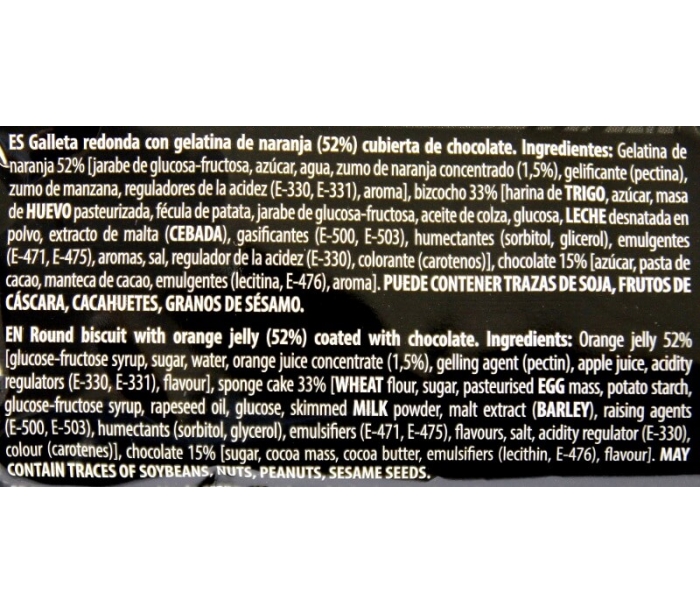 ES Galleta redonda con gelatina de naranja (52%) cubierta de chocolate. Ingredientes: Gelatina de
naranja 52% [jarabe de glucosa-fructosa, azúcar, agua, zumo de naranja concentrado (1,5%), gelificante (pectina),
zumo de manzana, reguladores de la acidez (E-330, E-331), aroma], bizcocho 33% [harina de TRIGO, azúcar, masa
de HUEVO pasteurizada, fécula de patata, jarabe de glucosa-fructosa, aceite de colza, glucosa, LECHE desnatada en
polvo, extracto de malta (CEBADA), gasificantes (E-500, E-503), humectantes (sorbitol, glicerol), emulgentes
(E-471, E-475), aromas, sal, regulador de la acidez (E-330), colorante (carotenos)], chocolate 15% [azúcar, pasta de
cacao, manteca de cacao, emulgentes (lecitina, E-476), aroma]. PUEDE CONTENER TRAZAS DE SOJA, FRUTOS DE
CÁSCARA, CACAHUETES, GRANOS DE SÉSAMO.
EN Round biscuit with orange jelly (52%) coated with chocolate. Ingredients: Orange jelly 52%
[glucose-fructose syrup, sugar, water, orange juice concentrate (1,5%), gelling agent (pectin), apple juice, acidity
regulators (E-330, E-331), flavour], sponge cake 33% [WHEAT flour, sugar, pasteurised EGG mass, potato starch,
glucose-fructose syrup, rapeseed oil, glucose, skimmed MILK powder, malt extract (BARLEY), raising agents
(E-500, E-503), humectants (sorbitol, glycerol), emulsifiers (E-471, E-475), flavours, salt, acidity regulator (E-330),
colour (carotenes)], chocolate 15% [sugar, cocoa mass, cocoa butter, emulsifiers (lecithin, E-476), flavour]. MAY
CONTAIN TRACES OF SOYBEANS, NUTS, PEANUTS, SESAME SEEDS.